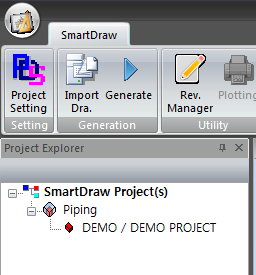 SmartDraw
Project Setting
Import Dra.
Generate
Rev. Manager
Plotting
Setting
Generation
Utility
Project Explorer
SmartDraw Project(s)
Piping
DEMO / DEMO PROJECT